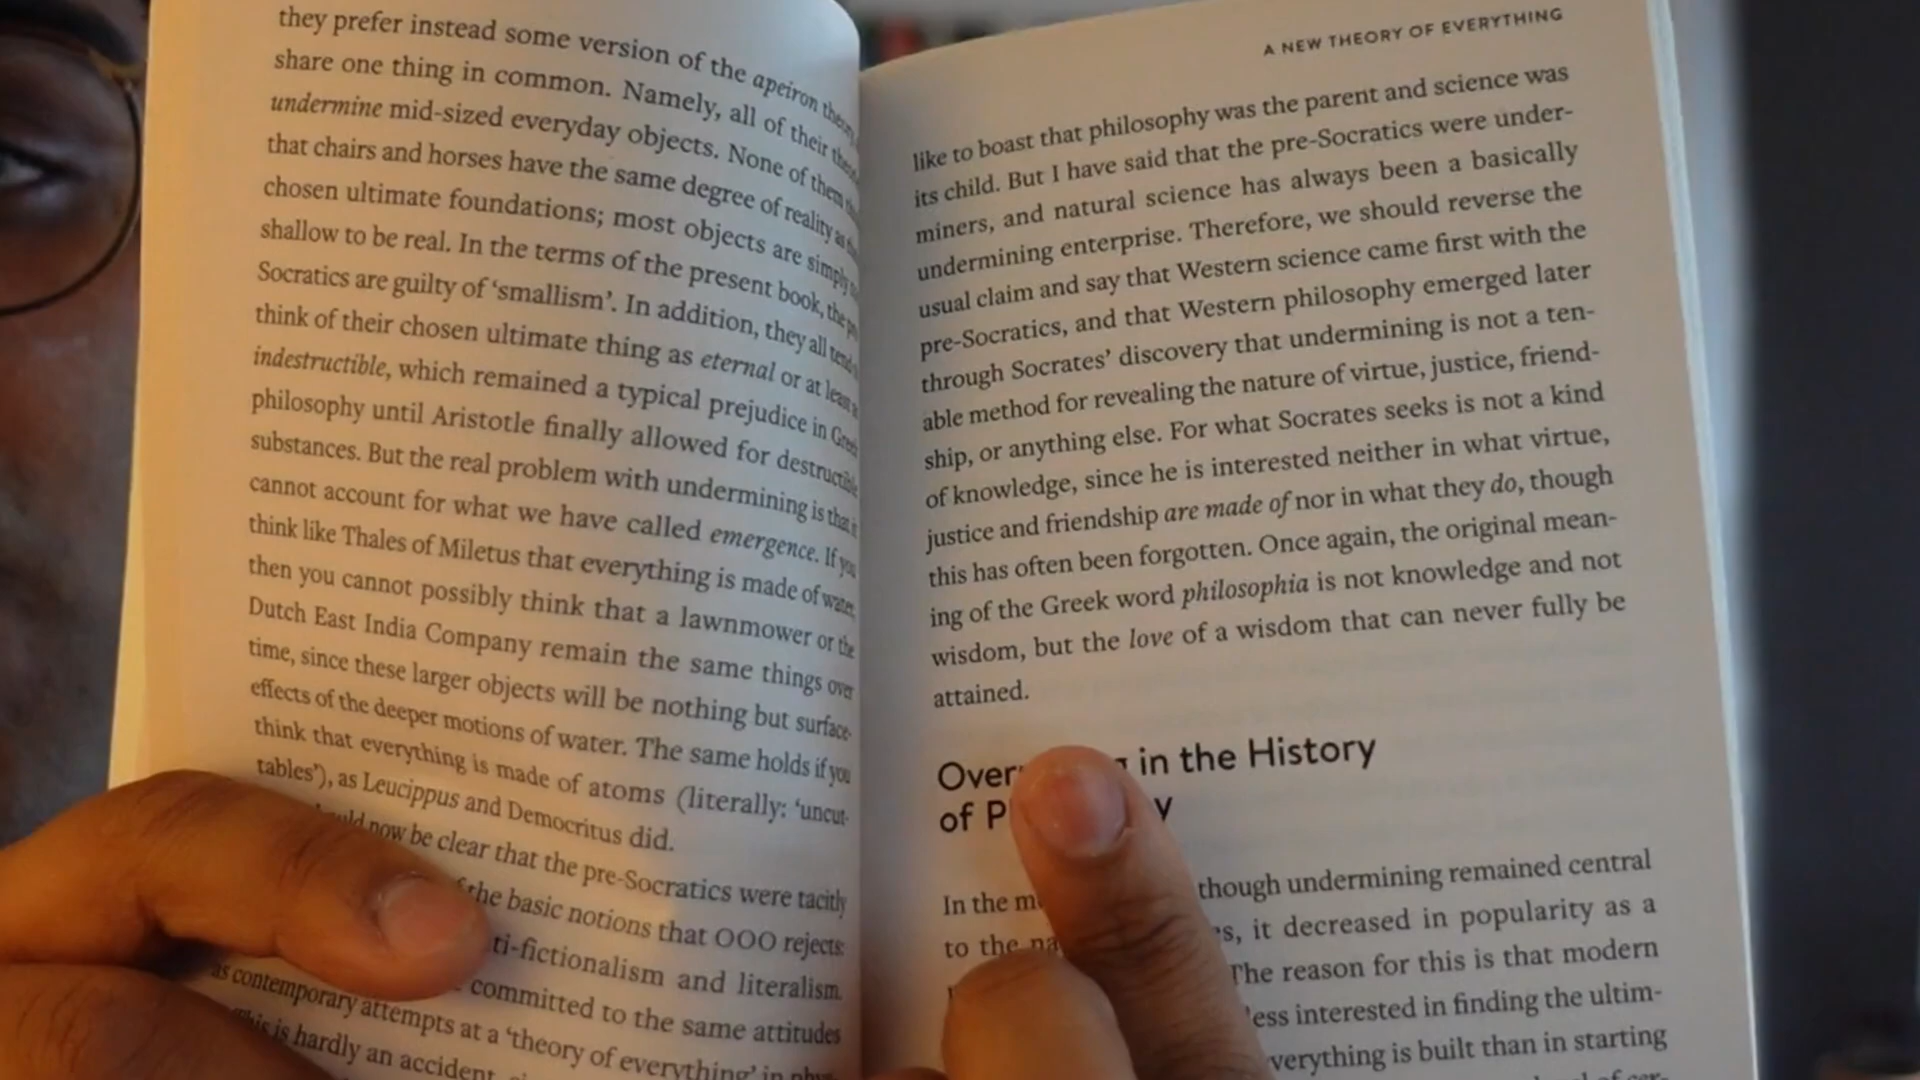 they prefer instead some version of the apeiron
share one thing in common. Namely, all of their
undermine mid-sized everyday objects. None of them
that chairs and horses have the same degree of reality as
chosen ultimate foundations; most objects are simply
shallow to be real. In the terms of the present book, the
Socratics are guilty of ‘smallism’. In addition, they all tend
think of their chosen ultimate thing as eternal or at least
indestructible, which remained a typical prejudice in
philosophy until Aristotle finally allowed for destructible
substances. But the real problem with undermining is that it
cannot account for what we have called emergence. If you
think like Thales of Miletus that everything is made of water,
then you cannot possibly think that a lawnmower or the
Dutch East India Company remain the same things over
time, since these larger objects will be nothing but surface-
effects of the deeper motions of water. The same holds if you
think that everything is made of atoms (literally: ‘uncut-
tables’), as Leucippus and Democritus did.
now be clear that the pre-Socratics were tacitly
the basic notions that OOO rejects:
and literalism.
committed to the same attitudes
as contemporary attempts at a ‘theory of everything’ in
is hardly an accident,
A NEW THEORY OF EVERYTHING
like to boast that philosophy was the parent and science was
its child. But I have said that the pre-Socratics were under-
miners, and natural science has always been a basically
undermining enterprise. Therefore, we should reverse the
usual claim and say that Western science came first with the
pre-Socratics, and that Western philosophy emerged later
through Socrates’ discovery that undermining is not a ten-
able method for revealing the nature of virtue, justice, friend-
ship, or anything else. For what Socrates seeks is not a kind
of knowledge, since he is interested neither in what virtue,
justice and friendship are made of nor in what they do, though
this has often been forgotten. Once again, the original mean-
ing of the Greek word philosophia is not knowledge and not
wisdom, but the love of a wisdom that can never fully be
attained.
in the History
of
In the though undermining remained central
to the it decreased in popularity as a
The reason for this is that modern
less interested in finding the ultim-
everything is built than in starting